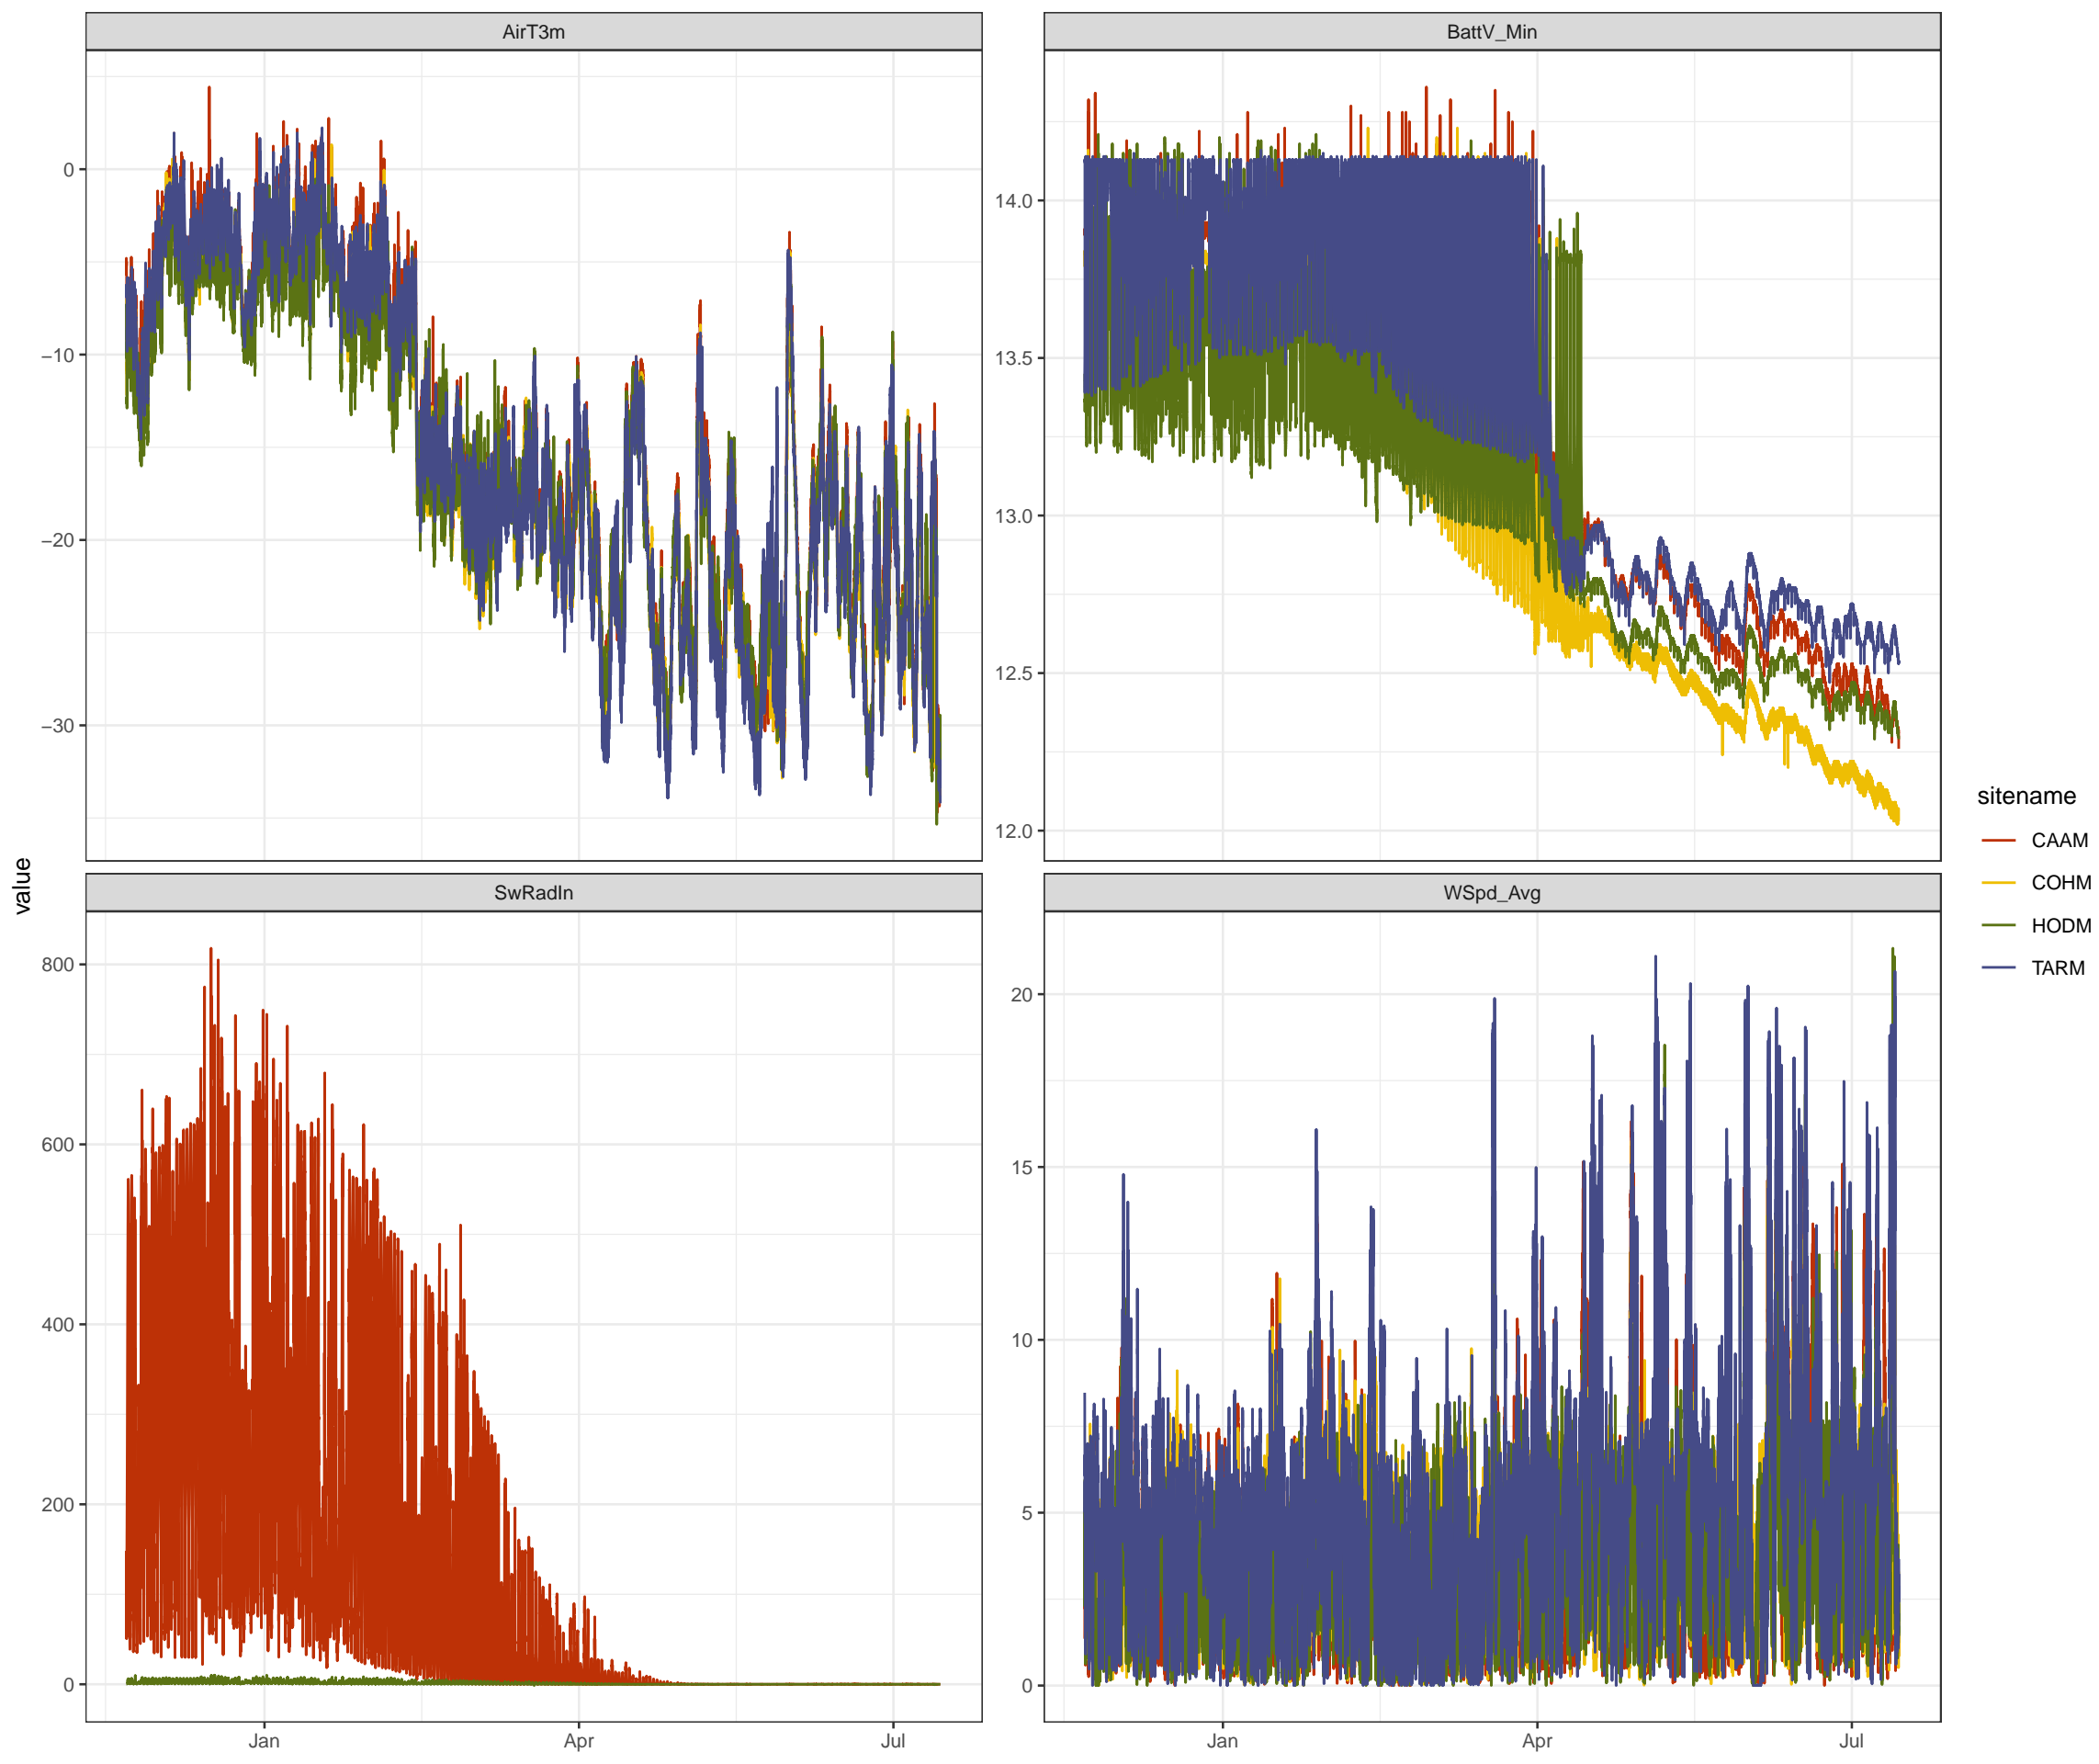 AirT3m
BattV_Min
0
−10
−20
−30
14.0
13.5
13.0
12.5
12.0
value
SwRadIn
WSpd_Avg
800
600
400
200
0
20
15
10
5
0
Jan
Apr
Jul
Jan
Apr
Jul
sitename
CAAM
COHM
HODM
TARM